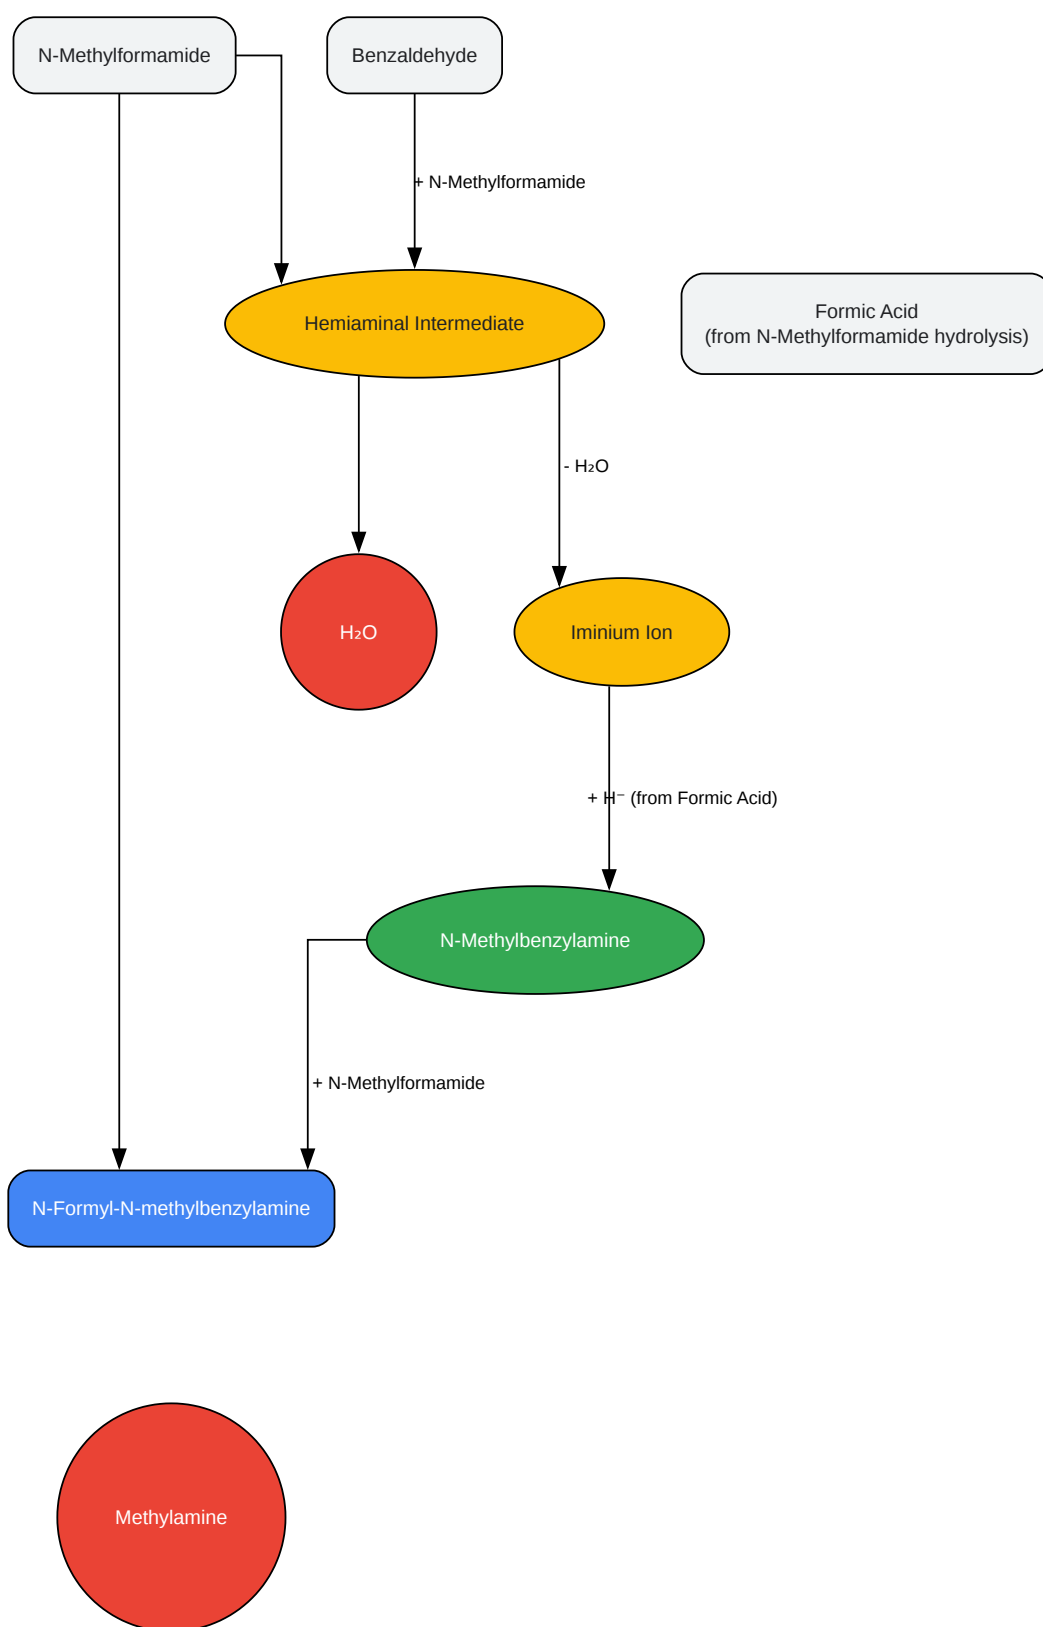 N-Methylformamide
Benzaldehyde
+ N-Methylformamide
Hemiaminal Intermediate
Formic Acid
(from N-Methylformamide hydrolysis)
- H₂O
H₂O
Iminium Ion
+ H⁻ (from Formic Acid)
N-Methylbenzylamine
+ N-Methylformamide
N-Formyl-N-methylbenzylamine
Methylamine